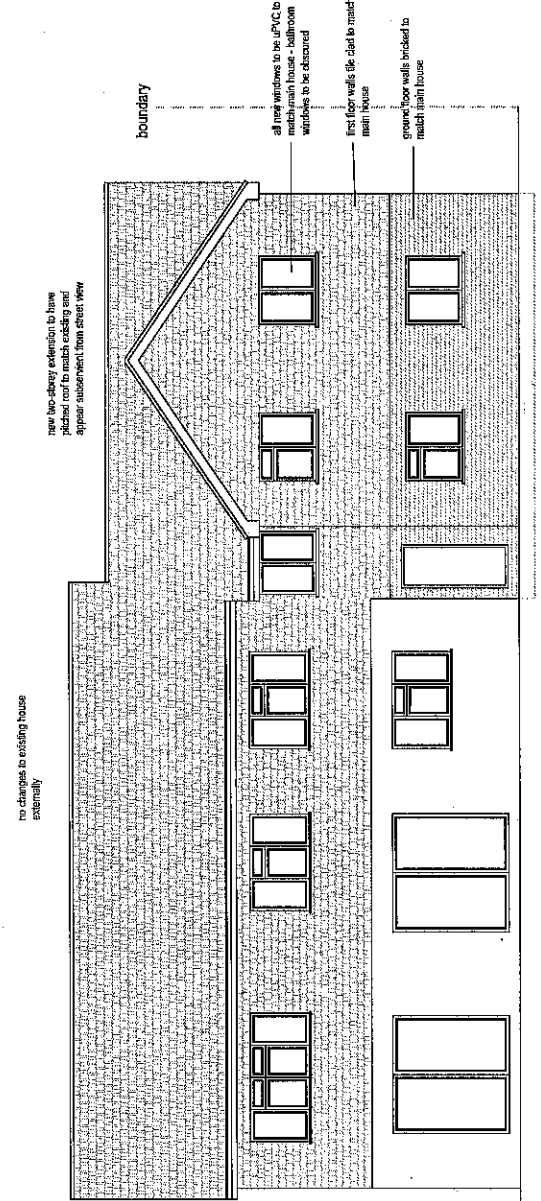 no changes to existing house
externally
new two-storey extension to have
pitched roof to match existing and
appear subservient from street view
boundary
all new windows to be uPVC to
match main house - bathroom
windows to be obscured
first floor walls tile clad to match
main house
ground floor walls bricked to
match main house